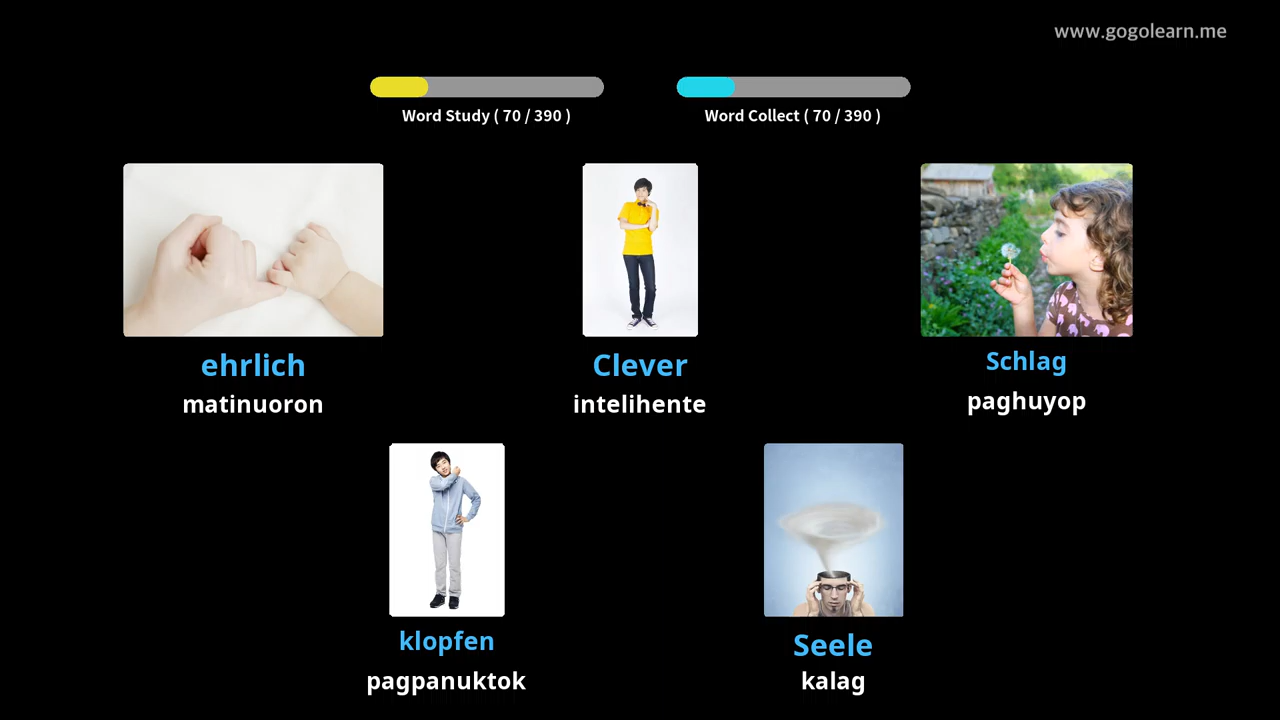 www.gogolearn.me
Word Study ( 70 / 390 )
Word Collect ( 70 / 390 )
ehrlich
matinuoron
Clever
intelihente
Schlag
paghuyop
klopfen
pagpanuktok
Seele
kalag